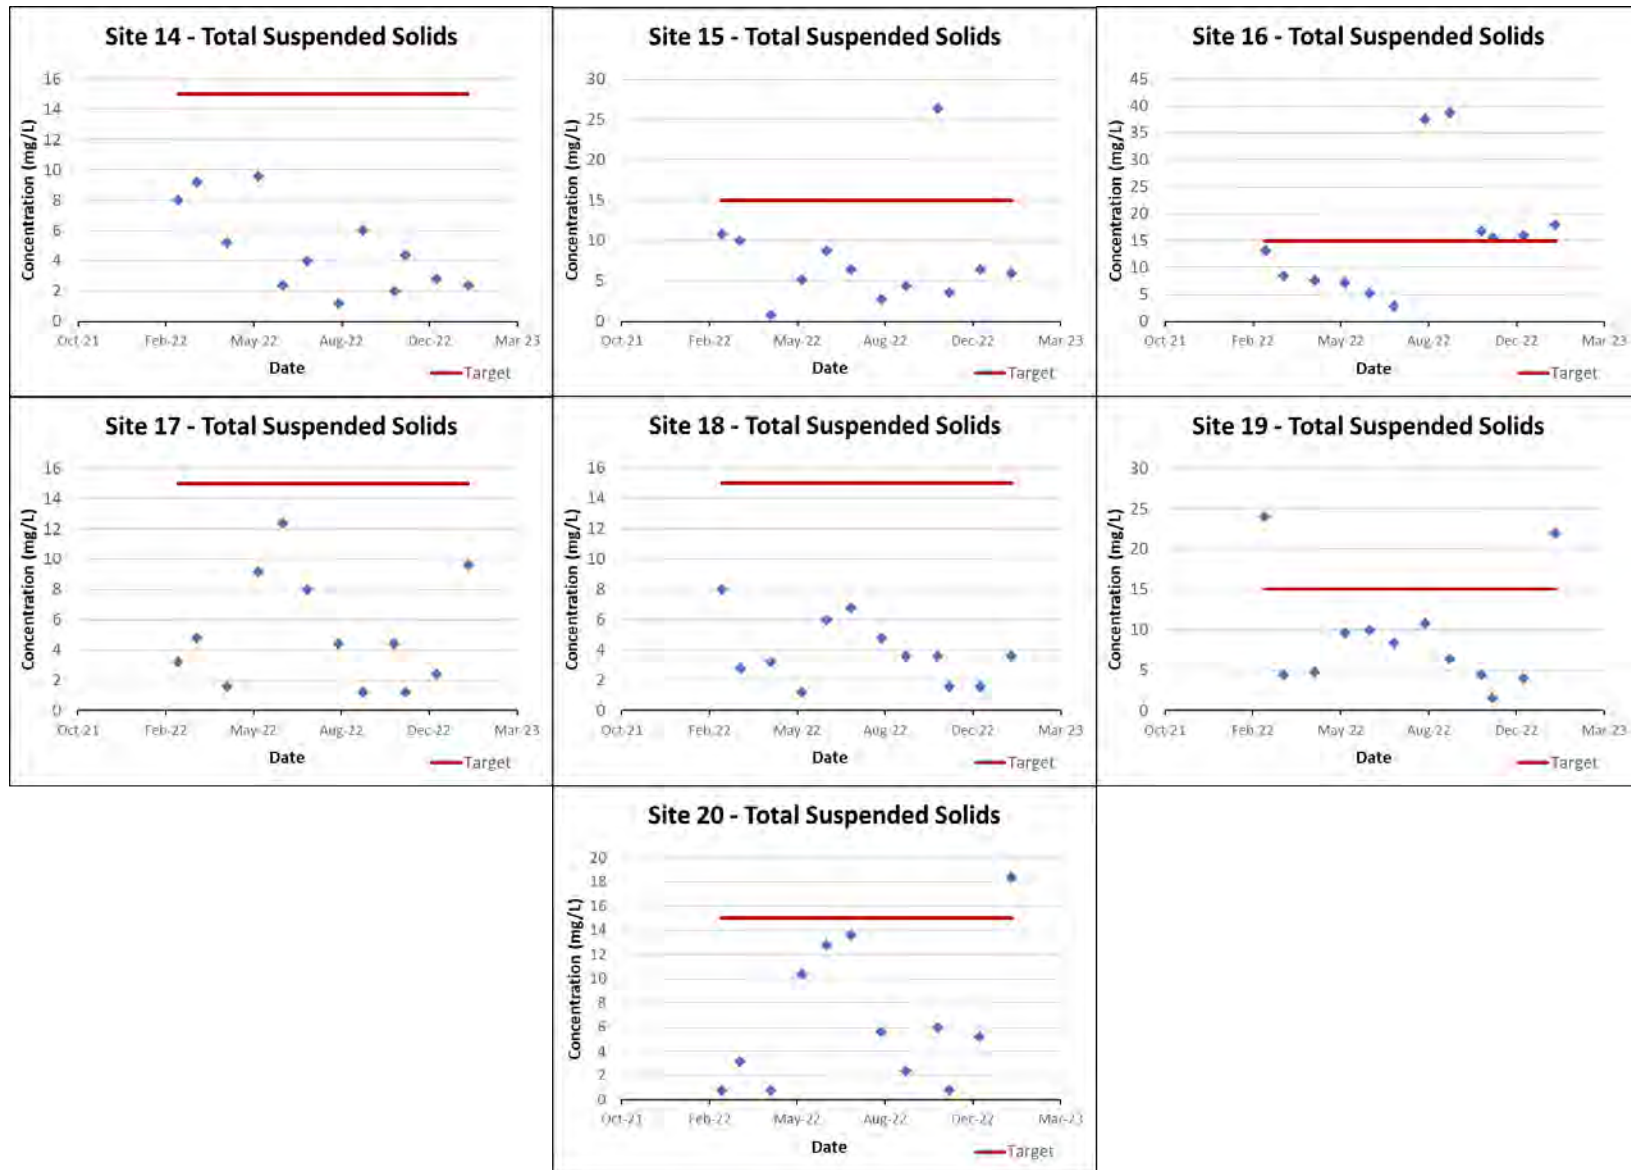 Site 14 - Total Suspended Solids
Concentration (mg/L)
16
14
12
10
8
6
4
2
0
Oct-21 Feb-22 May-22 Aug-22 Dec-22 Mar-23
Date
Target
Site 15 - Total Suspended Solids
Concentration (mg/L)
30
25
20
15
10
5
0
Oct-21 Feb-22 May-22 Aug-22 Dec-22 Mar-23
Date
Target
Site 16 - Total Suspended Solids
Concentration (mg/L)
45
40
35
30
25
20
15
10
5
0
Oct-21 Feb-22 May-22 Aug-22 Dec-22 Mar-23
Date
Target
Site 17 - Total Suspended Solids
Concentration (mg/L)
16
14
12
10
8
6
4
2
0
Oct-21 Feb-22 May-22 Aug-22 Dec-22 Mar-23
Date
Target
Site 18 - Total Suspended Solids
Concentration (mg/L)
16
14
12
10
8
6
4
2
0
Oct-21 Feb-22 May-22 Aug-22 Dec-22 Mar-23
Date
Target
Site 19 - Total Suspended Solids
Concentration (mg/L)
30
25
20
15
10
5
0
Oct-21 Feb-22 May-22 Aug-22 Dec-22 Mar-23
Date
Target
Site 20 - Total Suspended Solids
Concentration (mg/L)
20
18
16
14
12
10
8
6
4
2
0
Oct-21 Feb-22 May-22 Aug-22 Dec-22 Mar-23
Date
Target